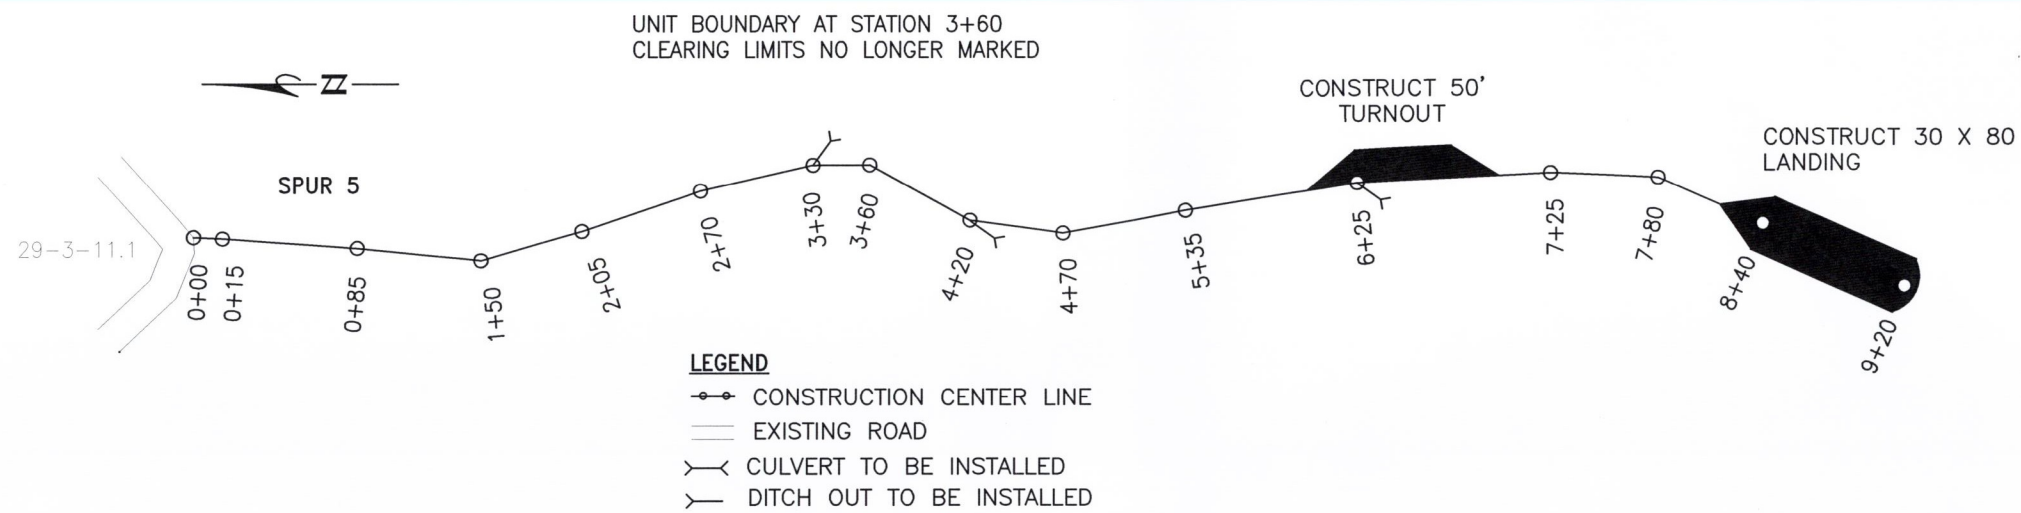 UNIT BOUNDARY AT STATION 3+60
CLEARING LIMITS NO LONGER MARKED
N
CONSTRUCT 50'
TURNOUT
CONSTRUCT 30 X 80
LANDING
SPUR 5
29-3-11.1
0+00
0+15
0+85
1+50
2+05
2+70
3+30
3+60
4+20
4+70
5+35
6+25
7+25
7+80
8+40
9+20
LEGEND
CONSTRUCTION CENTER LINE
EXISTING ROAD
CULVERT TO BE INSTALLED
DITCH OUT TO BE INSTALLED